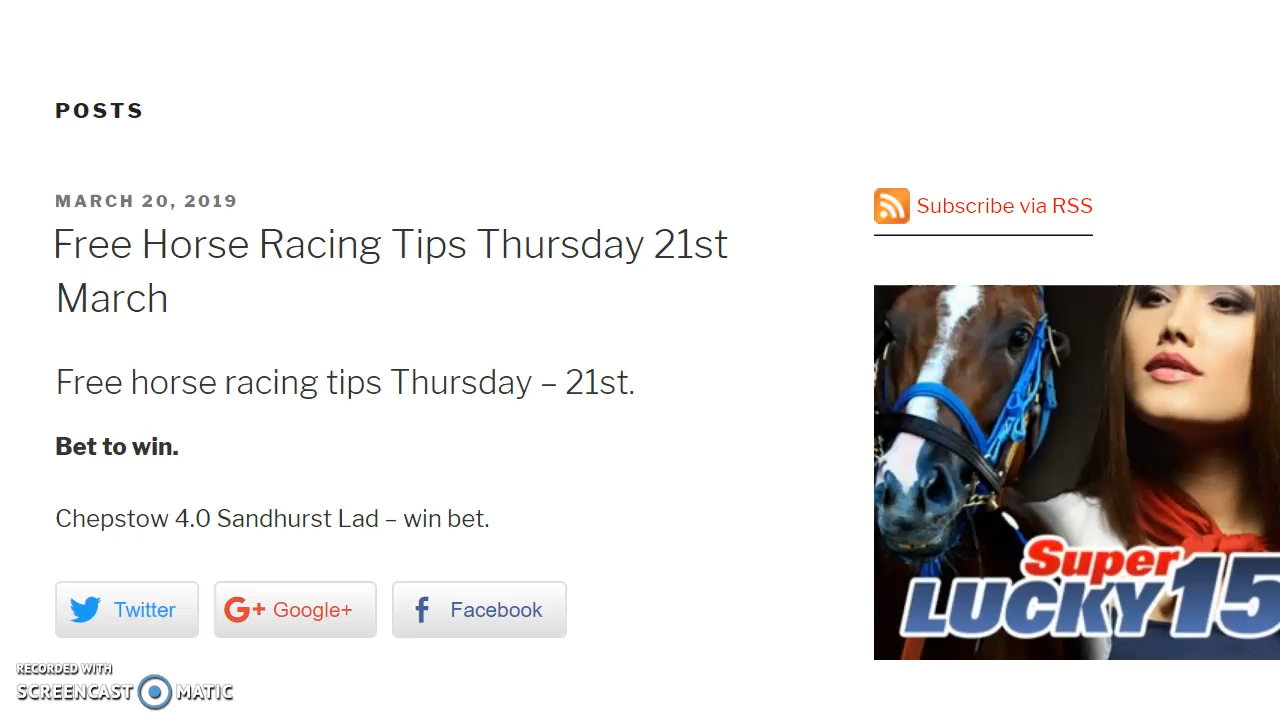 POSTS
MARCH 20, 2019
Free Horse Racing Tips Thursday 21st
March
Free horse racing tips Thursday – 21st.
Bet to win.
Chepstow 4.0 Sandhurst Lad – win bet.
Twitter
G+ Google+
f Facebook
Subscribe via RSS
Super
LUCKY 15
RECORDED WITH
SCREENCAST MATIC